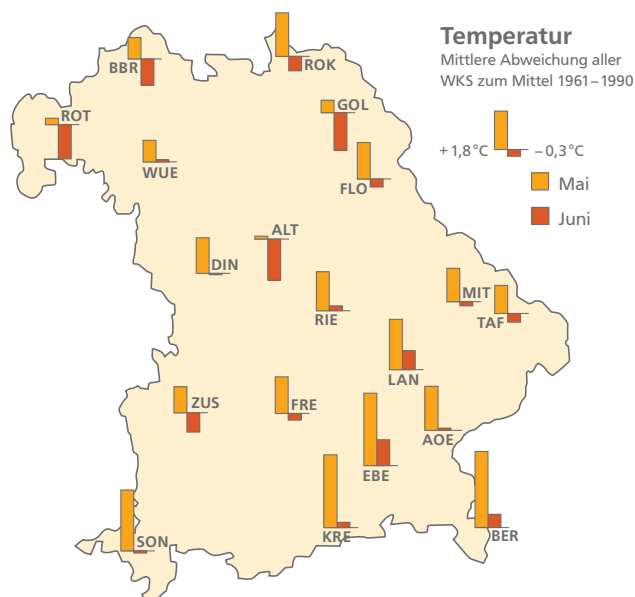 Temperatur
Mittlere Abweichung aller
WKS zum Mittel 1961–1990
+ 1,8 °C
– 0,3 °C
Mai
Juni
BBR
ROK
ROT
GOL
WUE
FLO
ALT
DIN
MIT
RIE
TAF
LAN
ZUS
FRE
AOE
EBE
SON
KRE
BER